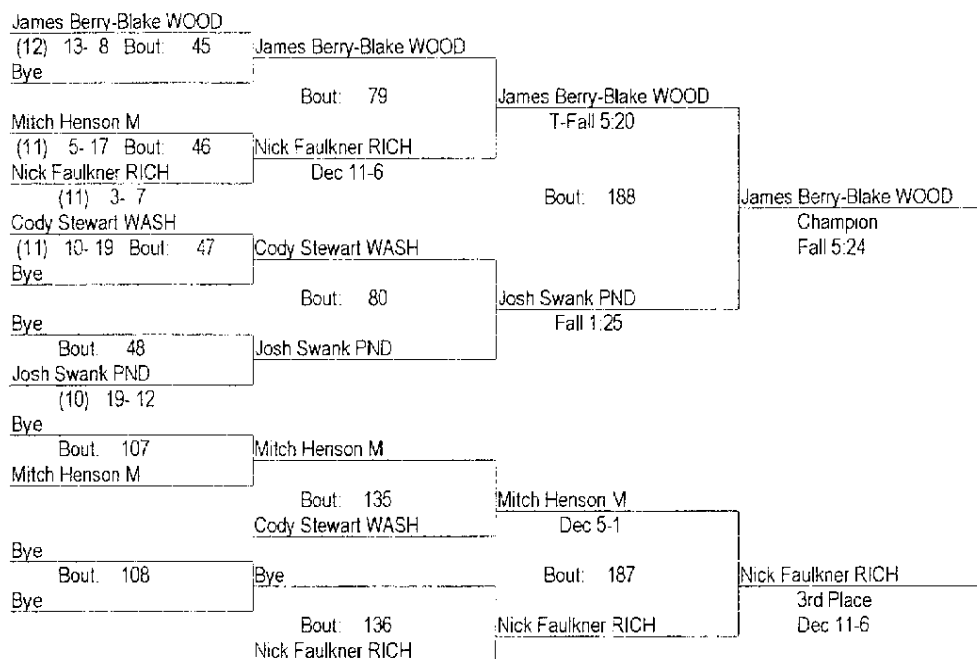 James Berry-Blake WOOD
(12) 13- 8 Bout: 45
Bye
James Berry-Blake WOOD
Bout: 79
James Berry-Blake WOOD
T-Fall 5:20
Mitch Henson M
(11) 5- 17 Bout: 46
Nick Faulkner RICH
(11) 3- 7
Nick Faulkner RICH
Dec 11-6
Bout: 188
James Berry-Blake WOOD
Champion
Fall 5:24
Cody Stewart WASH
(11) 10- 19 Bout: 47
Bye
Cody Stewart WASH
Bout: 80
Josh Swank PND
Fall 1:25
Bye
Bout. 48
Josh Swank PND
(10) 19- 12
Josh Swank PND
Bye
Bout. 107
Mitch Henson M
Mitch Henson M
Bout: 135
Cody Stewart WASH
Mitch Henson M
Dec 5-1
Bye
Bout. 108
Bye
Bye
Bout: 136
Nick Faulkner RICH
Bout: 187
Nick Faulkner RICH
Nick Faulkner RICH
3rd Place
Dec 11-6